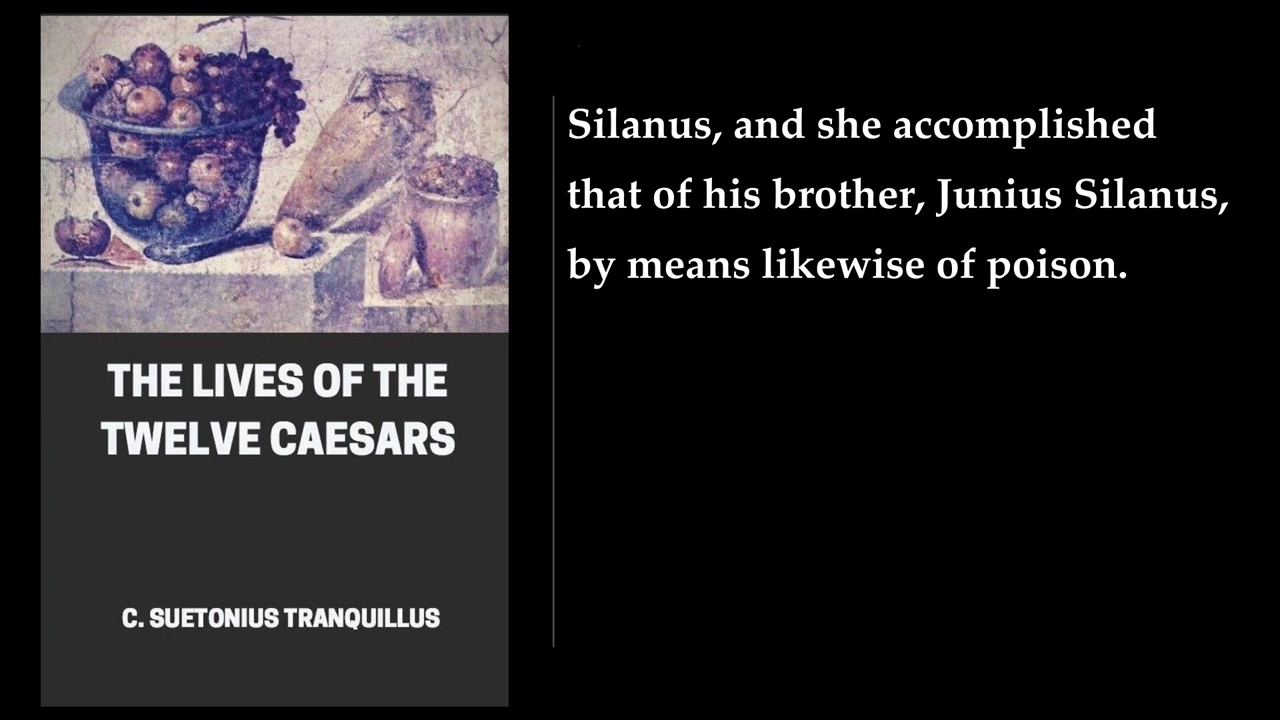 THE LIVES OF THE
TWELVE CAESARS
C. SUETONIUS TRANQUILLUS
Silanus, and she accomplished
that of his brother, Junius Silanus,
by means likewise of poison.